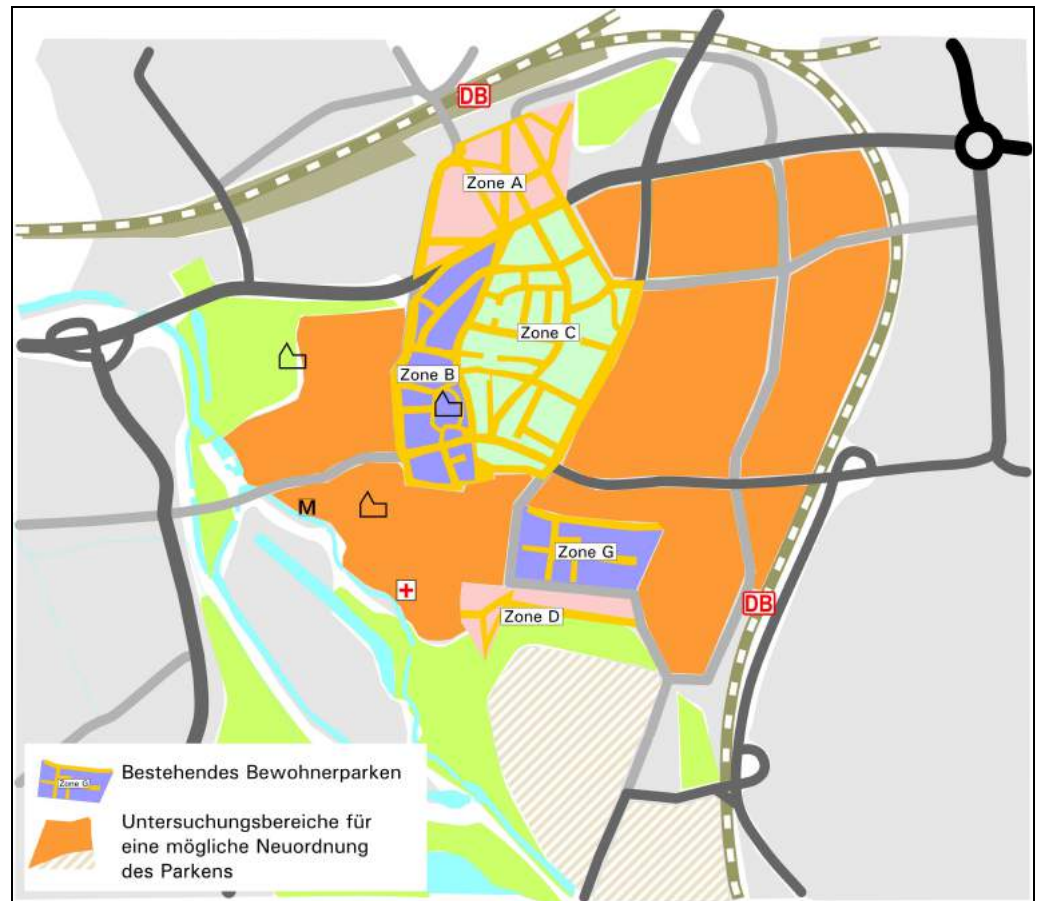 DB
Zone A
Zone C
Zone B
M
Zone G
DB
Zone D
Bestehendes Bewohnerparken
Zone G
Untersuchungsbereiche für
eine mögliche Neuordnung
des Parkens